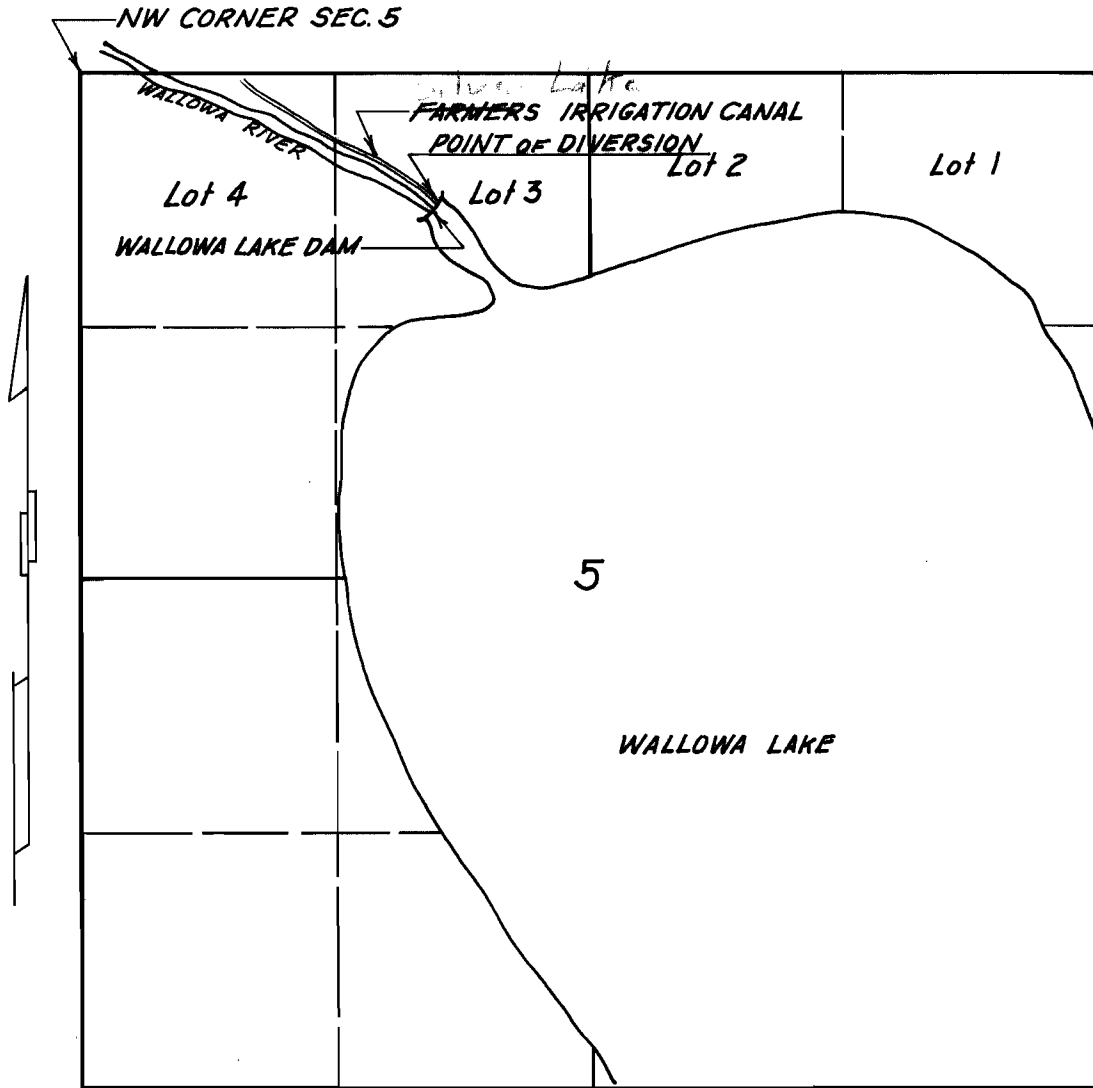 NW CORNER SEC. 5
Lake
FARMERS IRRIGATION CANAL
POINT OF DIVERSION
WALLOWA RIVER
Lot 4
Lot 3
Lot 2
Lot 1
WALLOWA LAKE DAM
5
WALLOWA LAKE